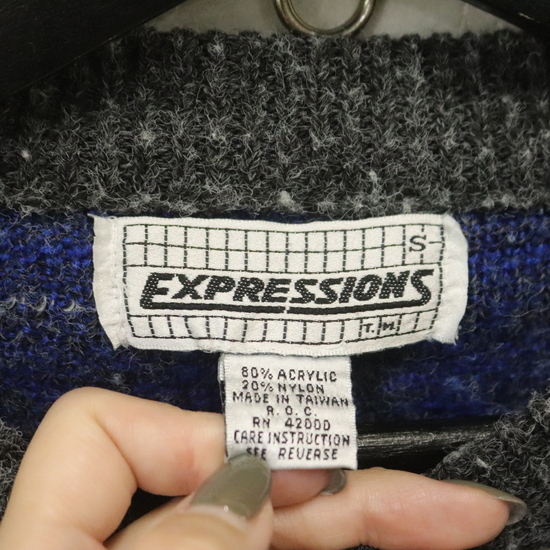 S
EXPRESSIONS
T.M.
80% ACRYLIC
20% NYLON
MADE IN TAIWAN
R.O.C.
RN 42000
CARE INSTRUCTION
SEE REVERSE